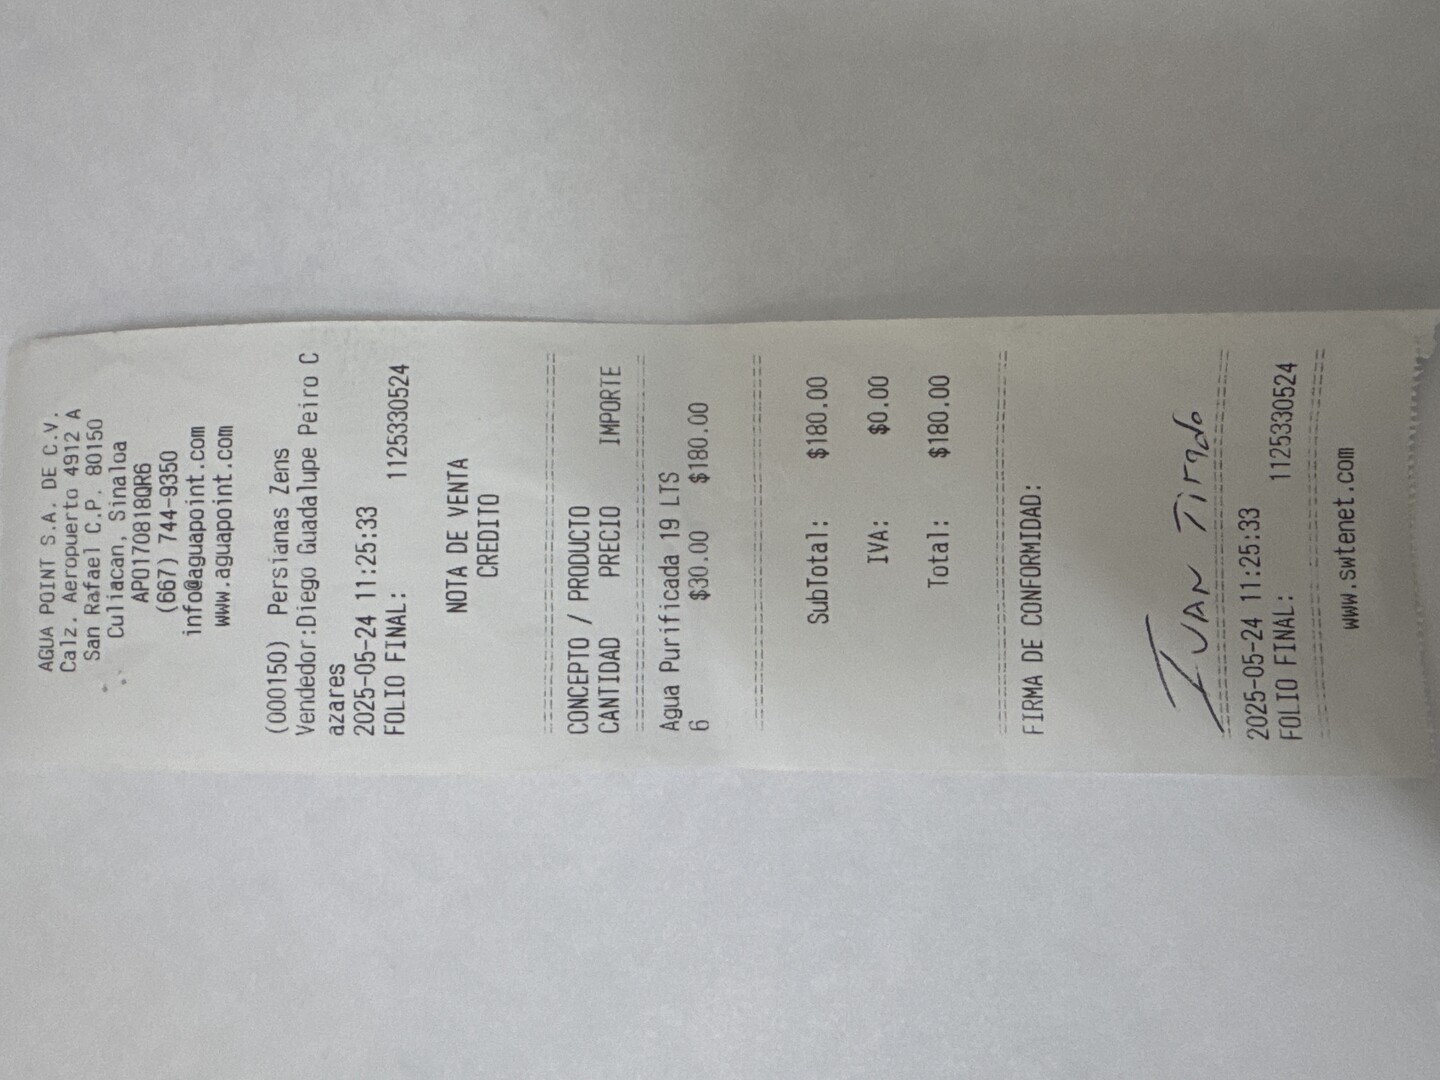 AGUA POINT S.A. DE C.V.
Calz. Aeropuerto 4912 A
San Rafael C.P. 80150
Culiacan, Sinaloa
APO170818QR6
(667) 744-9350
info@aguapoint.com
www.aguapoint.com
(000150) Persianas Zens
Vendedor:Diego Guadalupe Peiro C
azares
2025-05-24 11:25:33
FOLIO FINAL: 1125330524
NOTA DE VENTA
CREDITO
CONCEPTO / PRODUCTO
CANTIDAD PRECIO IMPORTE
Agua Purificada 19 LTS
6 $30.00 $180.00
SubTotal: $180.00
IVA: $0.00
Total: $180.00
FIRMA DE CONFORMIDAD:
IVAN Tirado
2025-05-24 11:25:33
FOLIO FINAL: 1125330524
www.swtenet.com